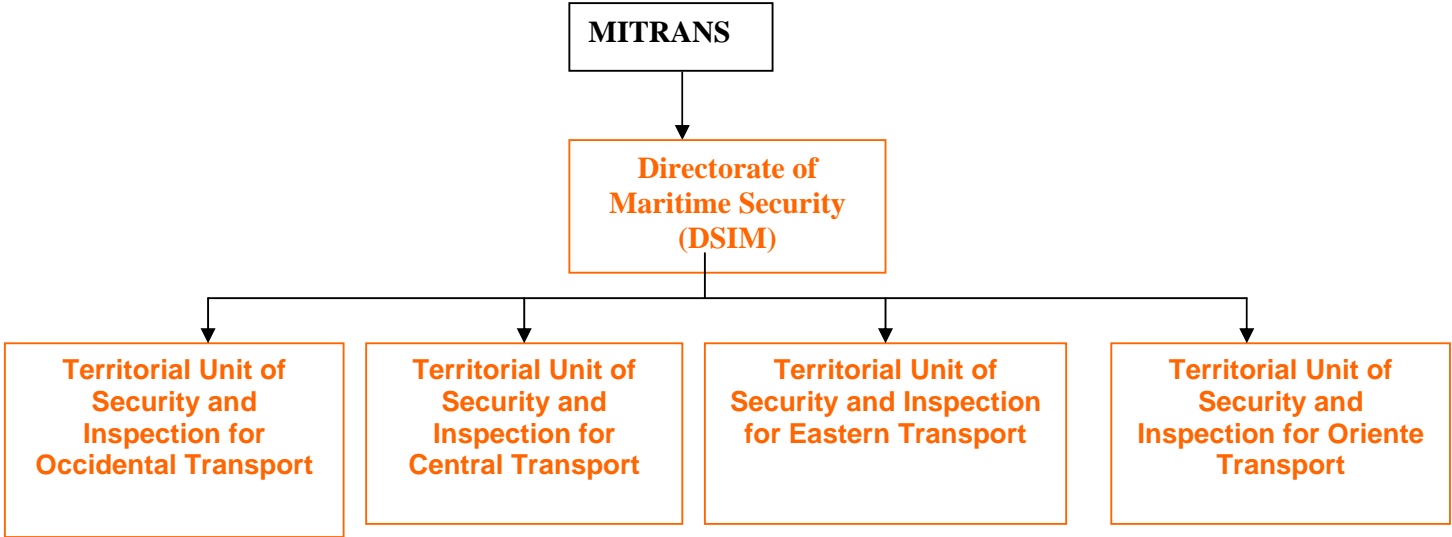 MITRANS
Directorate of
Maritime Security
(DSIM)
Territorial Unit of
Security and
Inspection for
Occidental Transport
Territorial Unit of
Security and
Inspection for
Central Transport
Territorial Unit of
Security and Inspection
for Eastern Transport
Territorial Unit of
Security and
Inspection for Oriente
Transport